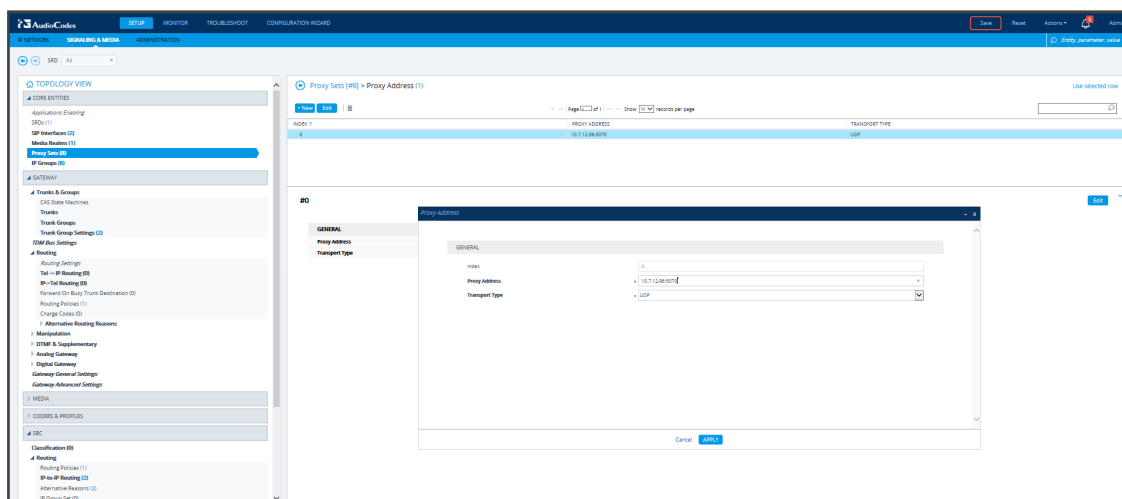 AudioCodes
SETUP MONITOR TROUBLESHOOT CONFIGURATION WIZARD
Save Reset Actions 5 Admi
IP NETWORK SIGNALING & MEDIA ADMINISTRATION
Entity, parameter, value
SRD All
TOPOLOGY VIEW
CORE ENTITIES
Applications Enabling
SRDs (1)
SIP Interfaces (2)
Media Realms (1)
Proxy Sets (8)
IP Groups (8)
GATEWAY
Trunks & Groups
CAS State Machines
Trunks
Trunk Groups
Trunk Group Settings (2)
TDM Bus Settings
Routing
Routing Settings
Tel -> IP Routing (0)
IP->Tel Routing (0)
Forward On Busy Trunk Destination (0)
Routing Policies (1)
Charge Codes (0)
Alternative Routing Reasons
Manipulation
DTMF & Supplementary
Analog Gateway
Digital Gateway
Gateway General Settings
Gateway Advanced Settings
MEDIA
CODERS & PROFILES
SBC
Classification (0)
Routing
Routing Policies (1)
IP-to-IP Routing (2)
Alternative Reasons (2)
IP Group Set (0)
Proxy Sets [#6] > Proxy Address (1)
Use selected row
+ New Edit
Page of 1 Show 10 records per page
INDEX PROXY ADDRESS TRANSPORT TYPE
0 10.7.12.96:5070 UDP
#0
Edit
GENERAL
Proxy Address
Transport Type
Proxy Address - x
GENERAL
Index 0
Proxy Address • 10.7.12.96:5070
Transport Type • UDP
Cancel APPLY